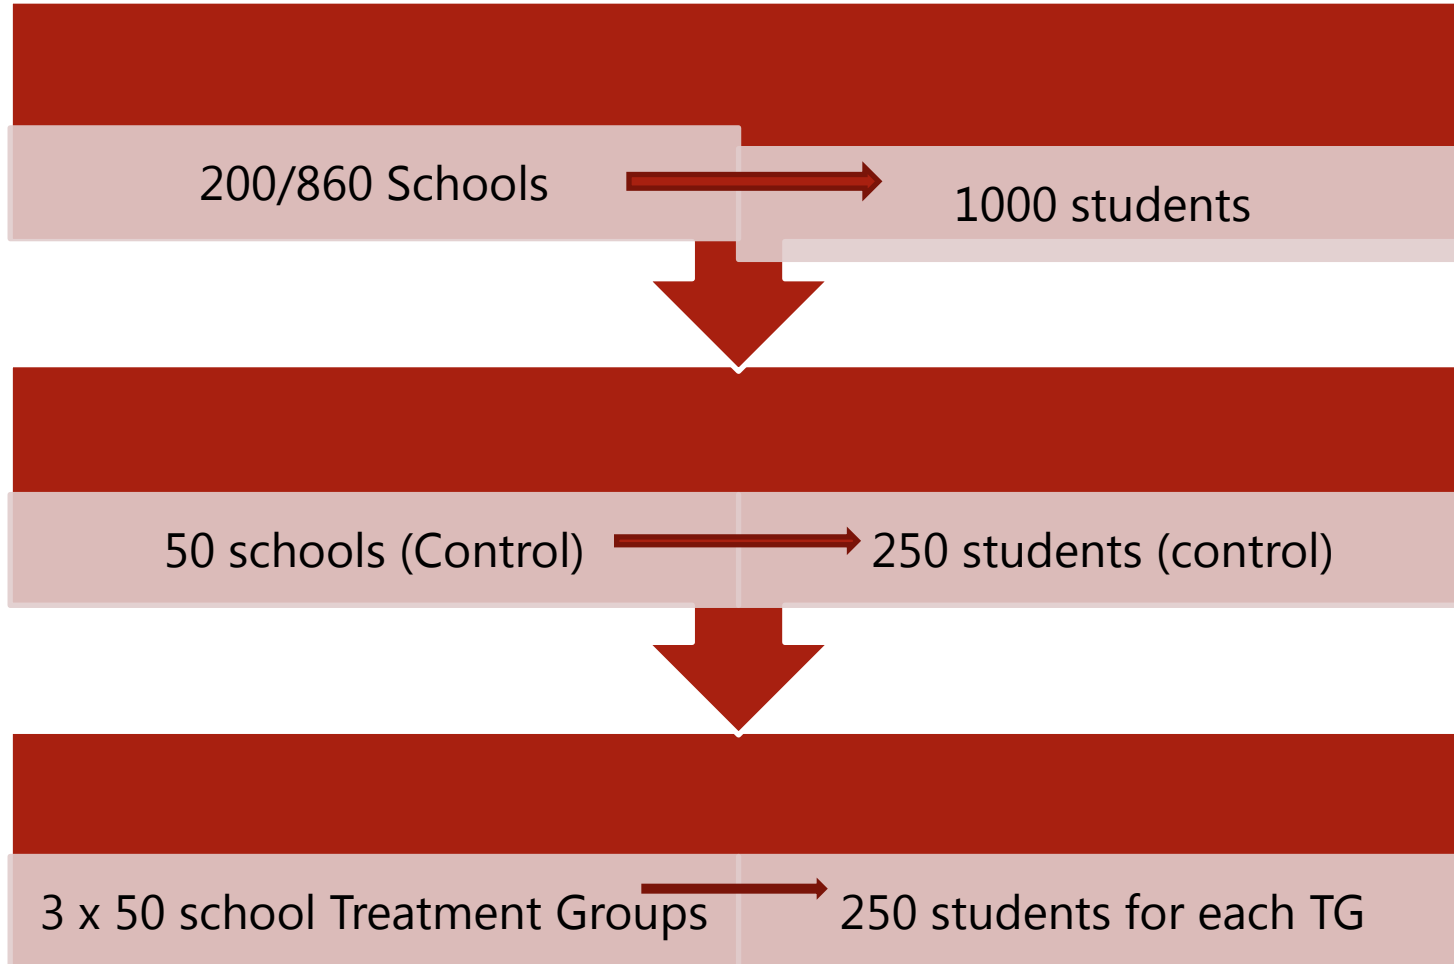 200/860 Schools
1000 students
50 schools (Control)
250 students (control)
3 x 50 school Treatment Groups
250 students for each TG